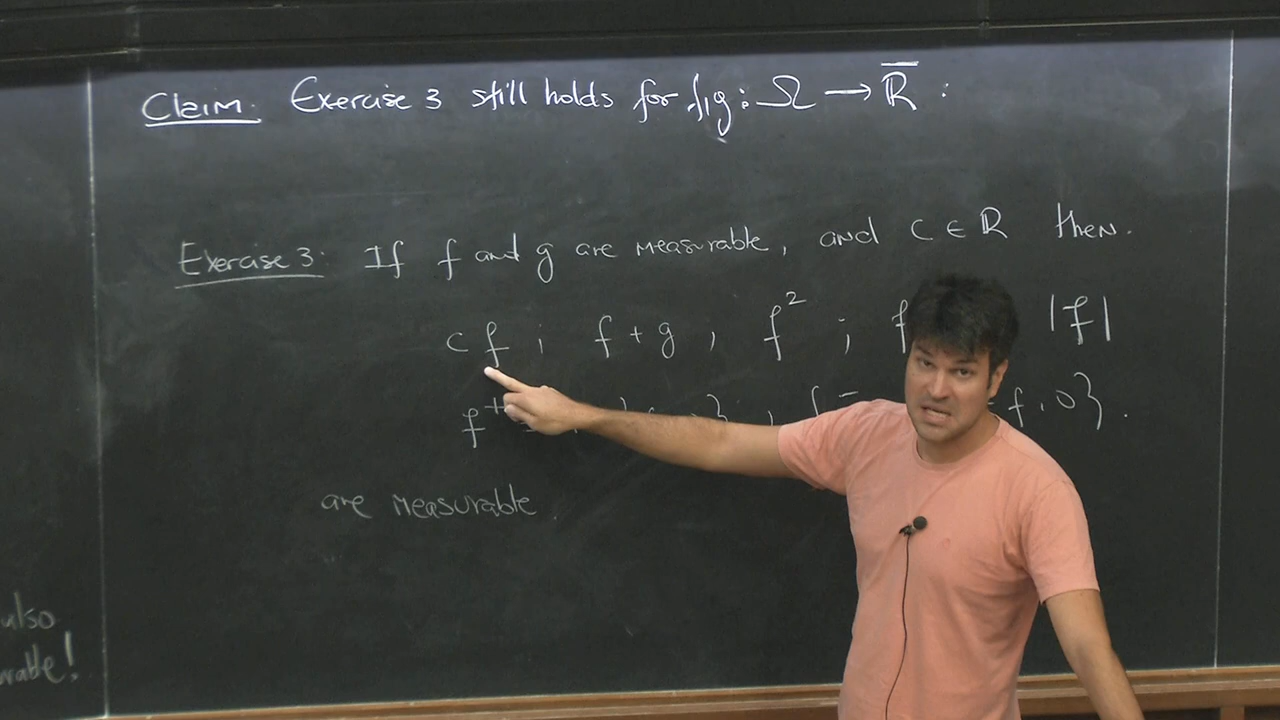 Claim. Exercise 3 still holds for f,g : Ω → ℝ̅ :
Exercise 3: If f and g are measurable, and c ∈ ℝ then.
cf ; f + g , f² ; f |f|
f⁺ } , f⁻ f, 0}.
are measurable.
also
!